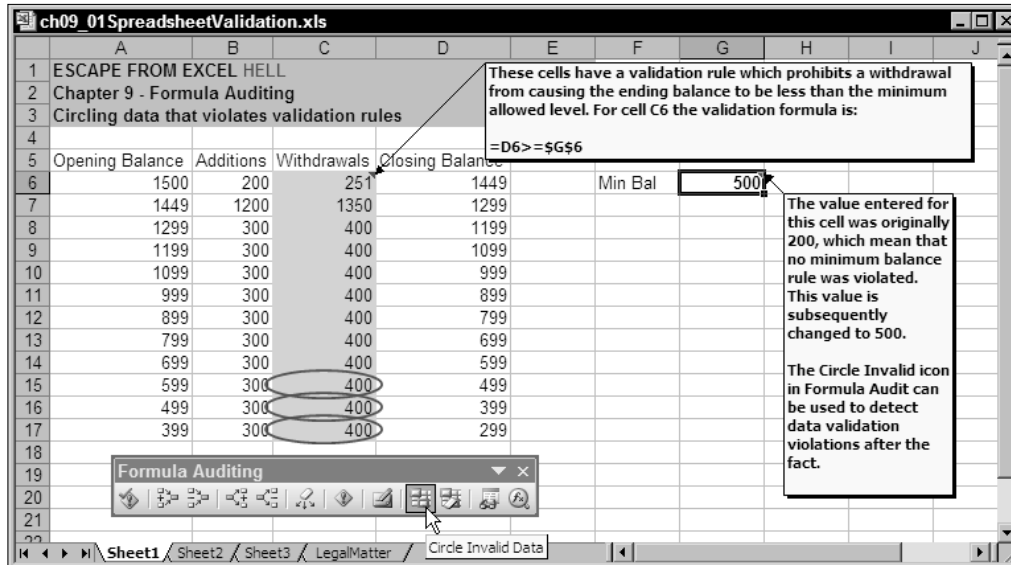 ch09_01SpreadsheetValidation.xls
A B C D E F G H I J
1 ESCAPE FROM EXCEL HELL
2 Chapter 9 - Formula Auditing
3 Circling data that violates validation rules
These cells have a validation rule which prohibits a withdrawal
from causing the ending balance to be less than the minimum
allowed level. For cell C6 the validation formula is:
=D6>=$G$6
4
5 Opening Balance Additions Withdrawals Closing Balance
6 1500 200 251 1449 Min Bal 500
7 1449 1200 1350 1299
8 1299 300 400 1199
9 1199 300 400 1099
10 1099 300 400 999
11 999 300 400 899
12 899 300 400 799
13 799 300 400 699
14 699 300 400 599
15 599 300 400 499
16 499 300 400 399
17 399 300 400 299
18
19
20
21
22
The value entered for
this cell was originally
200, which mean that
no minimum balance
rule was violated.
This value is
subsequently
changed to 500.
The Circle Invalid icon
in Formula Audit can
be used to detect
data validation
violations after the
fact.
Formula Auditing
Circle Invalid Data
Sheet1 Sheet2 Sheet3 LegalMatter